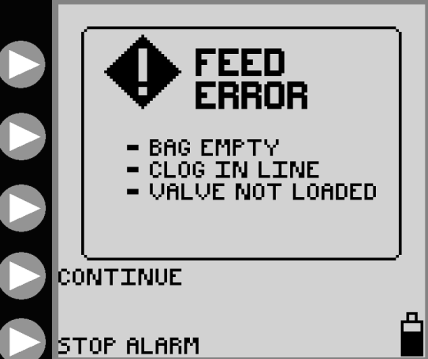 FEED
ERROR
- BAG EMPTY
- CLOG IN LINE
- VALVE NOT LOADED
CONTINUE
STOP ALARM